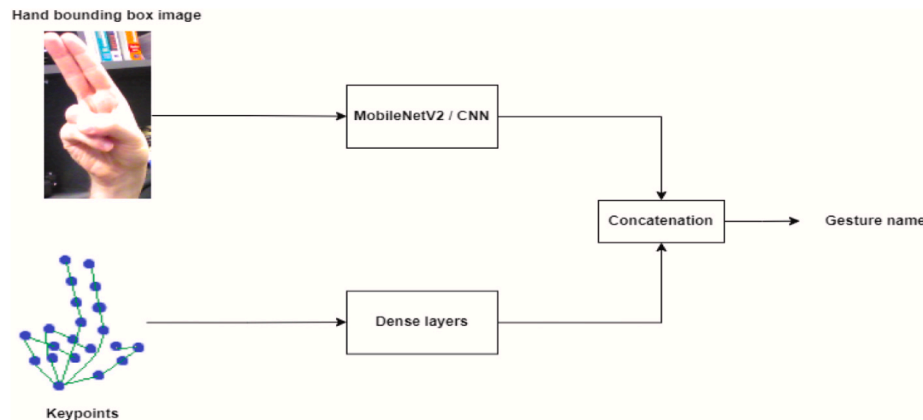 Hand bounding box image
MobileNetV2 / CNN
Concatenation
Gesture name
Dense layers
Keypoints